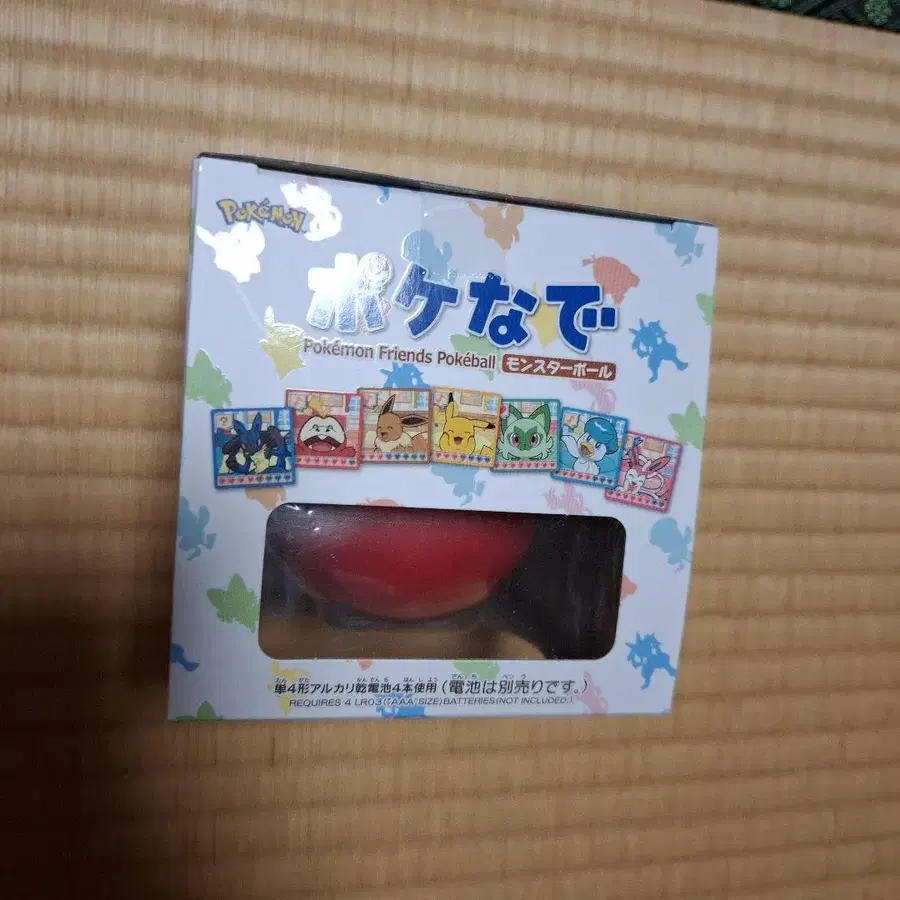 POKéMON
ポケなで
Pokémon Friends Pokéball モンスターボール
単4形アルカリ乾電池4本使用(電池は別売りです。)
REQUIRES 4 LR03 ("AAA" SIZE) BATTERIES (NOT INCLUDED.)